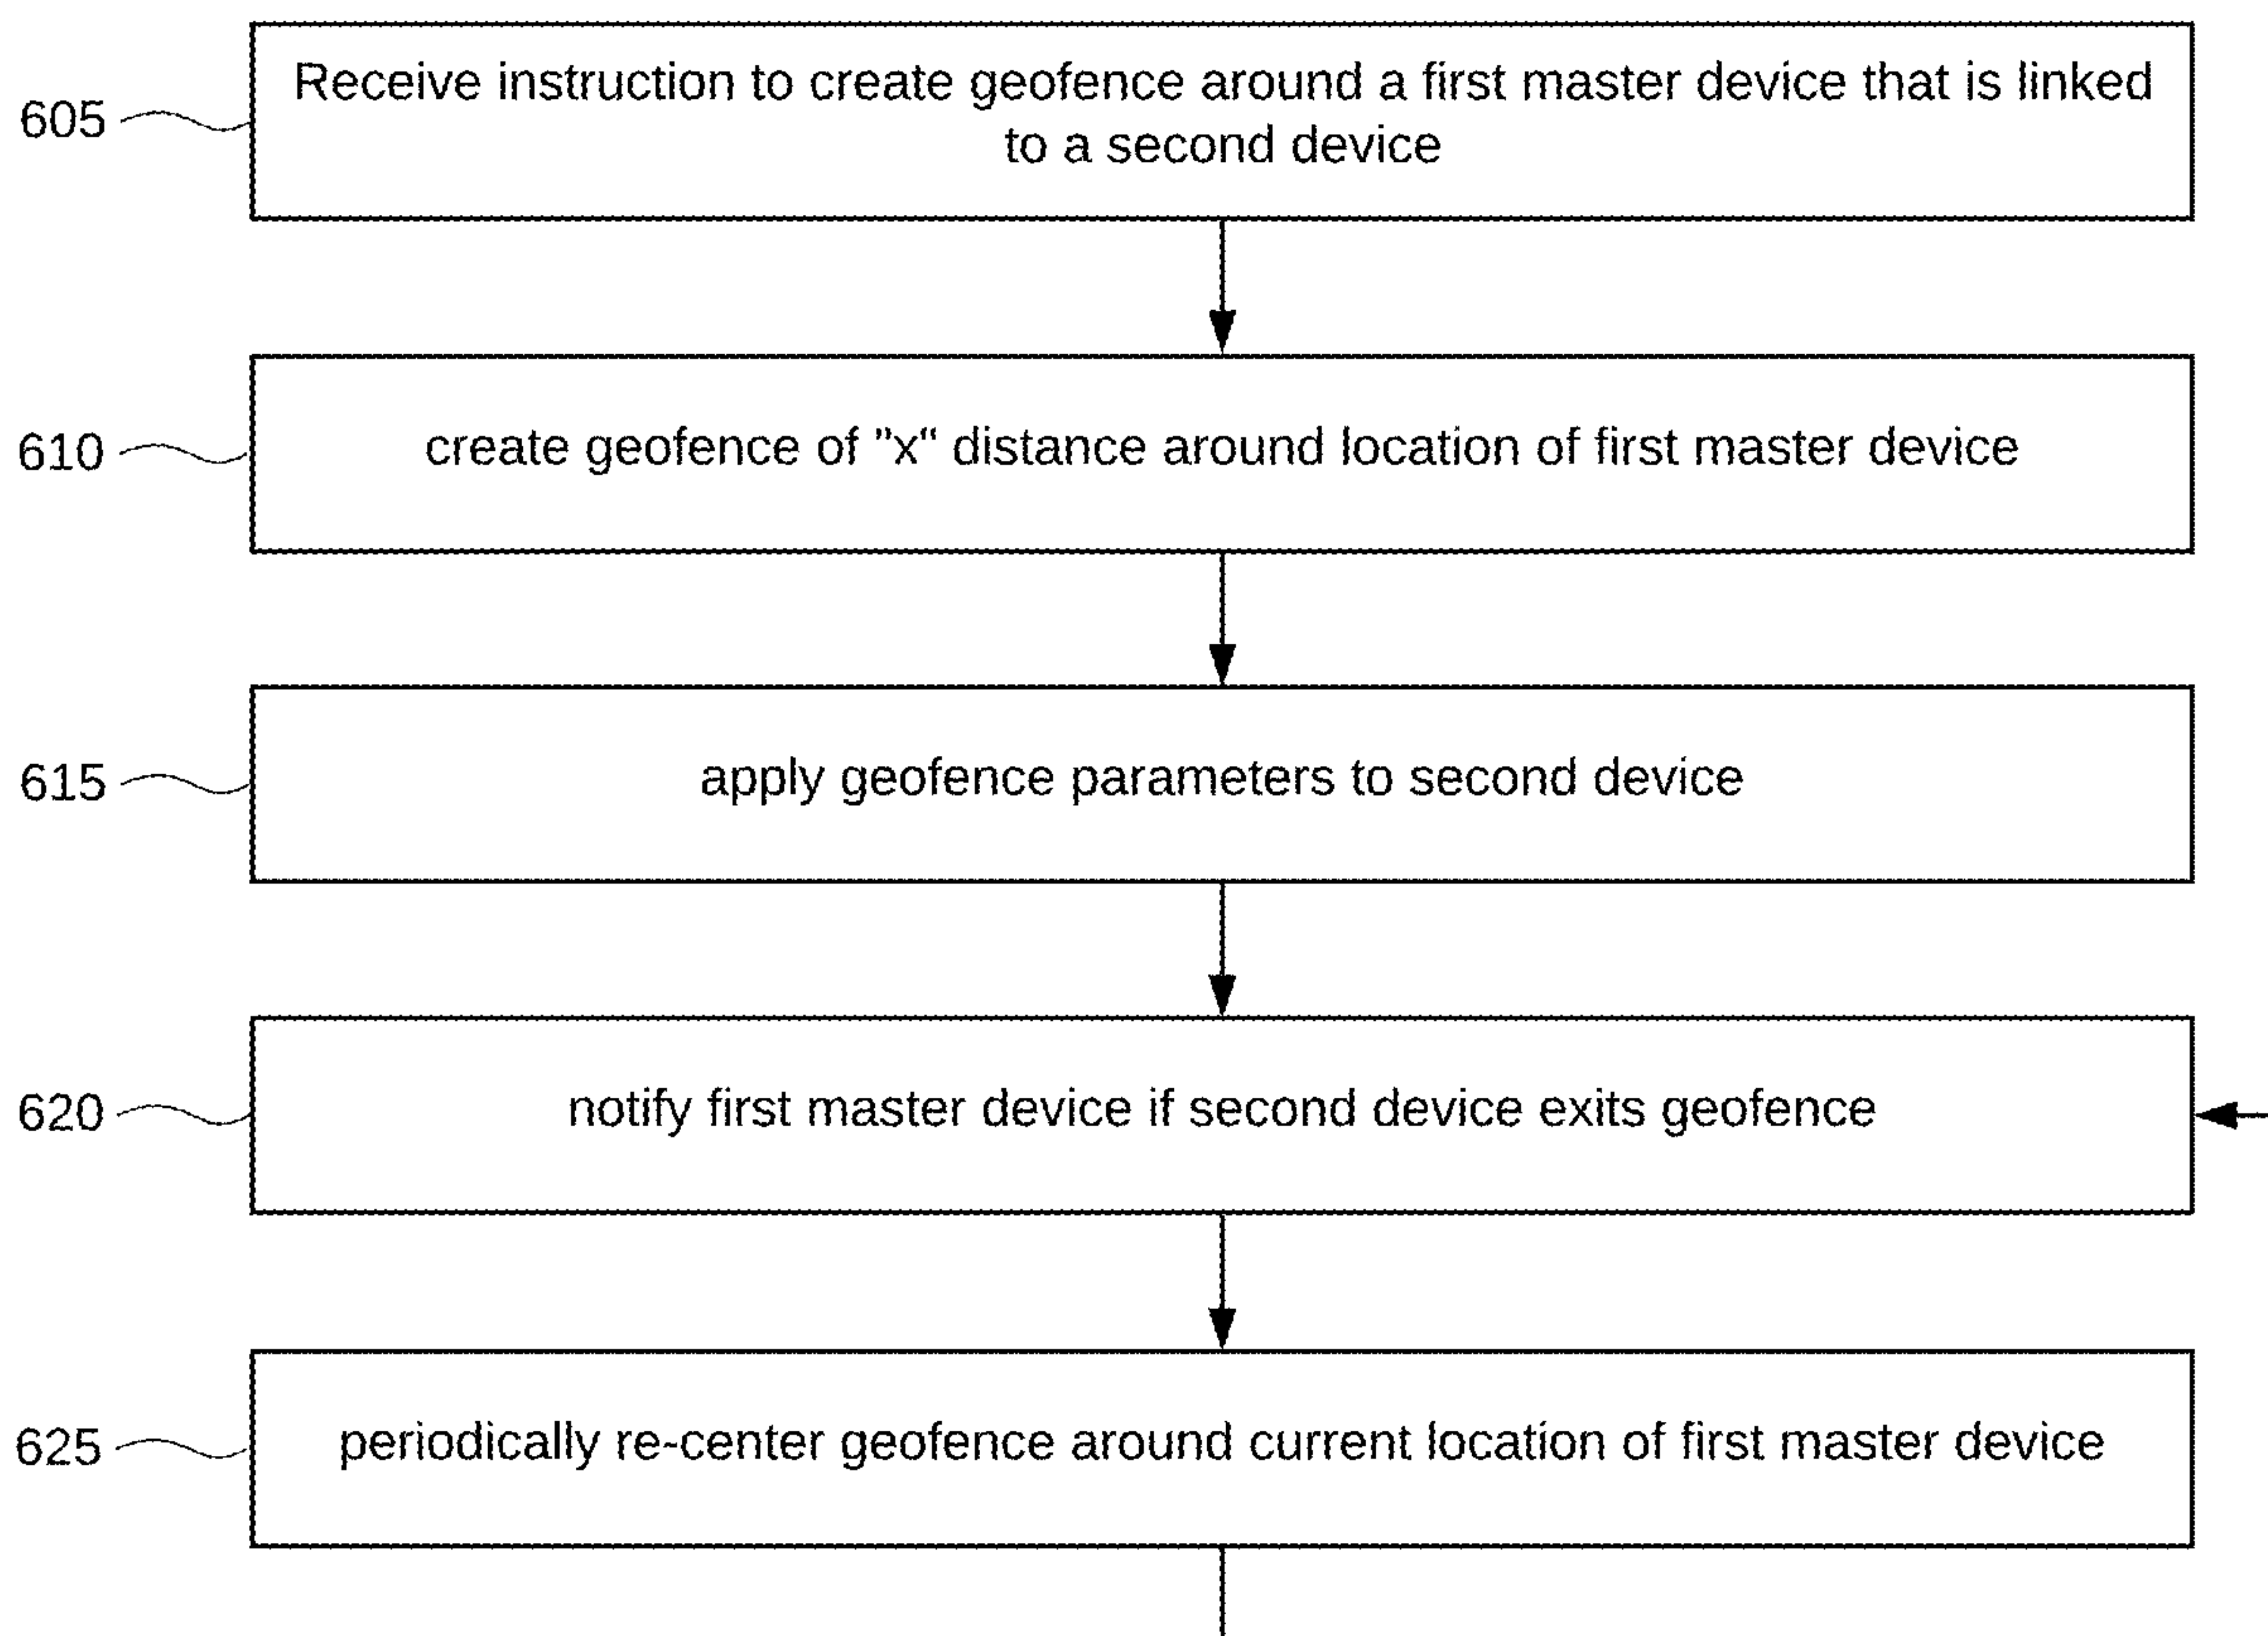 605
Receive instruction to create geofence around a first master device that is linked
to a second device
610
create geofence of ”x“ distance around location of first master device
615
apply geofence parameters to second device
620
notify first master device if second device exits geofence
625
periodically re-center geofence around current location of first master device